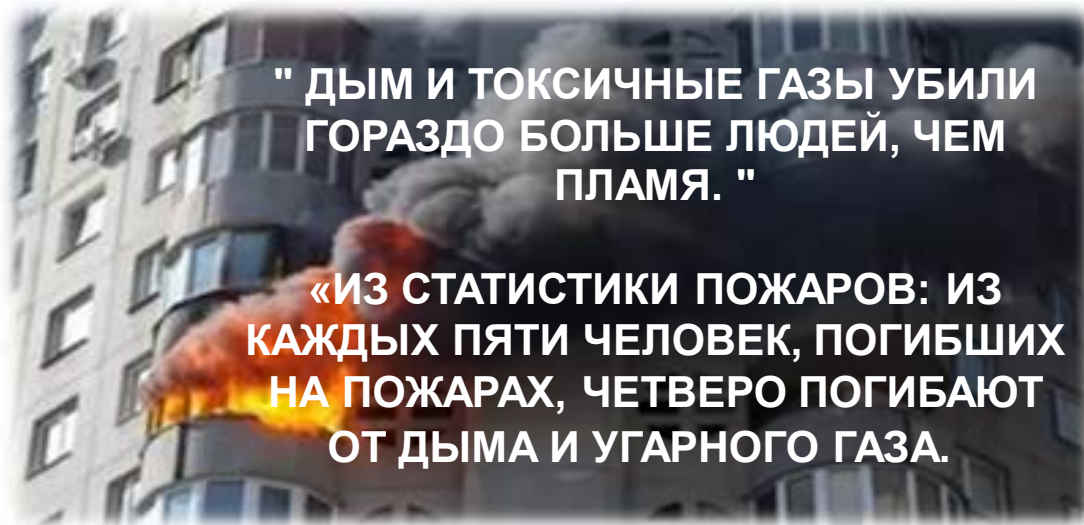 " ДЫМ И ТОКСИЧНЫЕ ГАЗЫ УБИЛИ
ГОРАЗДО БОЛЬШЕ ЛЮДЕЙ, ЧЕМ
ПЛАМЯ. "
«ИЗ СТАТИСТИКИ ПОЖАРОВ: ИЗ
КАЖДЫХ ПЯТИ ЧЕЛОВЕК, ПОГИБШИХ
НА ПОЖАРАХ, ЧЕТВЕРО ПОГИБАЮТ
ОТ ДЫМА И УГАРНОГО ГАЗА.